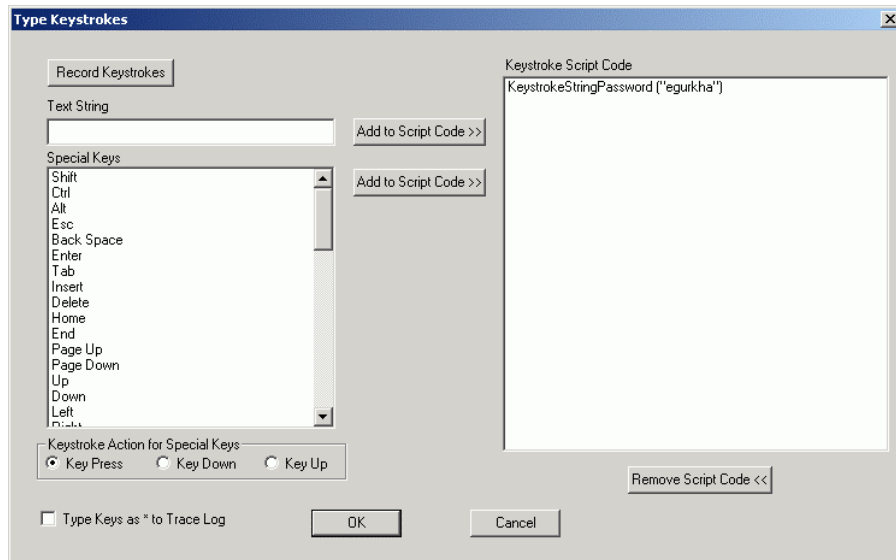 Type Keystrokes
Record Keystrokes
Text String
Add to Script Code >>
Special Keys
Add to Script Code >>
Shift
Ctrl
Alt
Esc
Back Space
Enter
Tab
Insert
Delete
Home
End
Page Up
Page Down
Up
Down
Left
Right
Keystroke Action for Special Keys
Key Press Key Down Key Up
Type Keys as * to Trace Log
OK
Cancel
Keystroke Script Code
KeystrokeStringPassword ("egurkha")
Remove Script Code <<